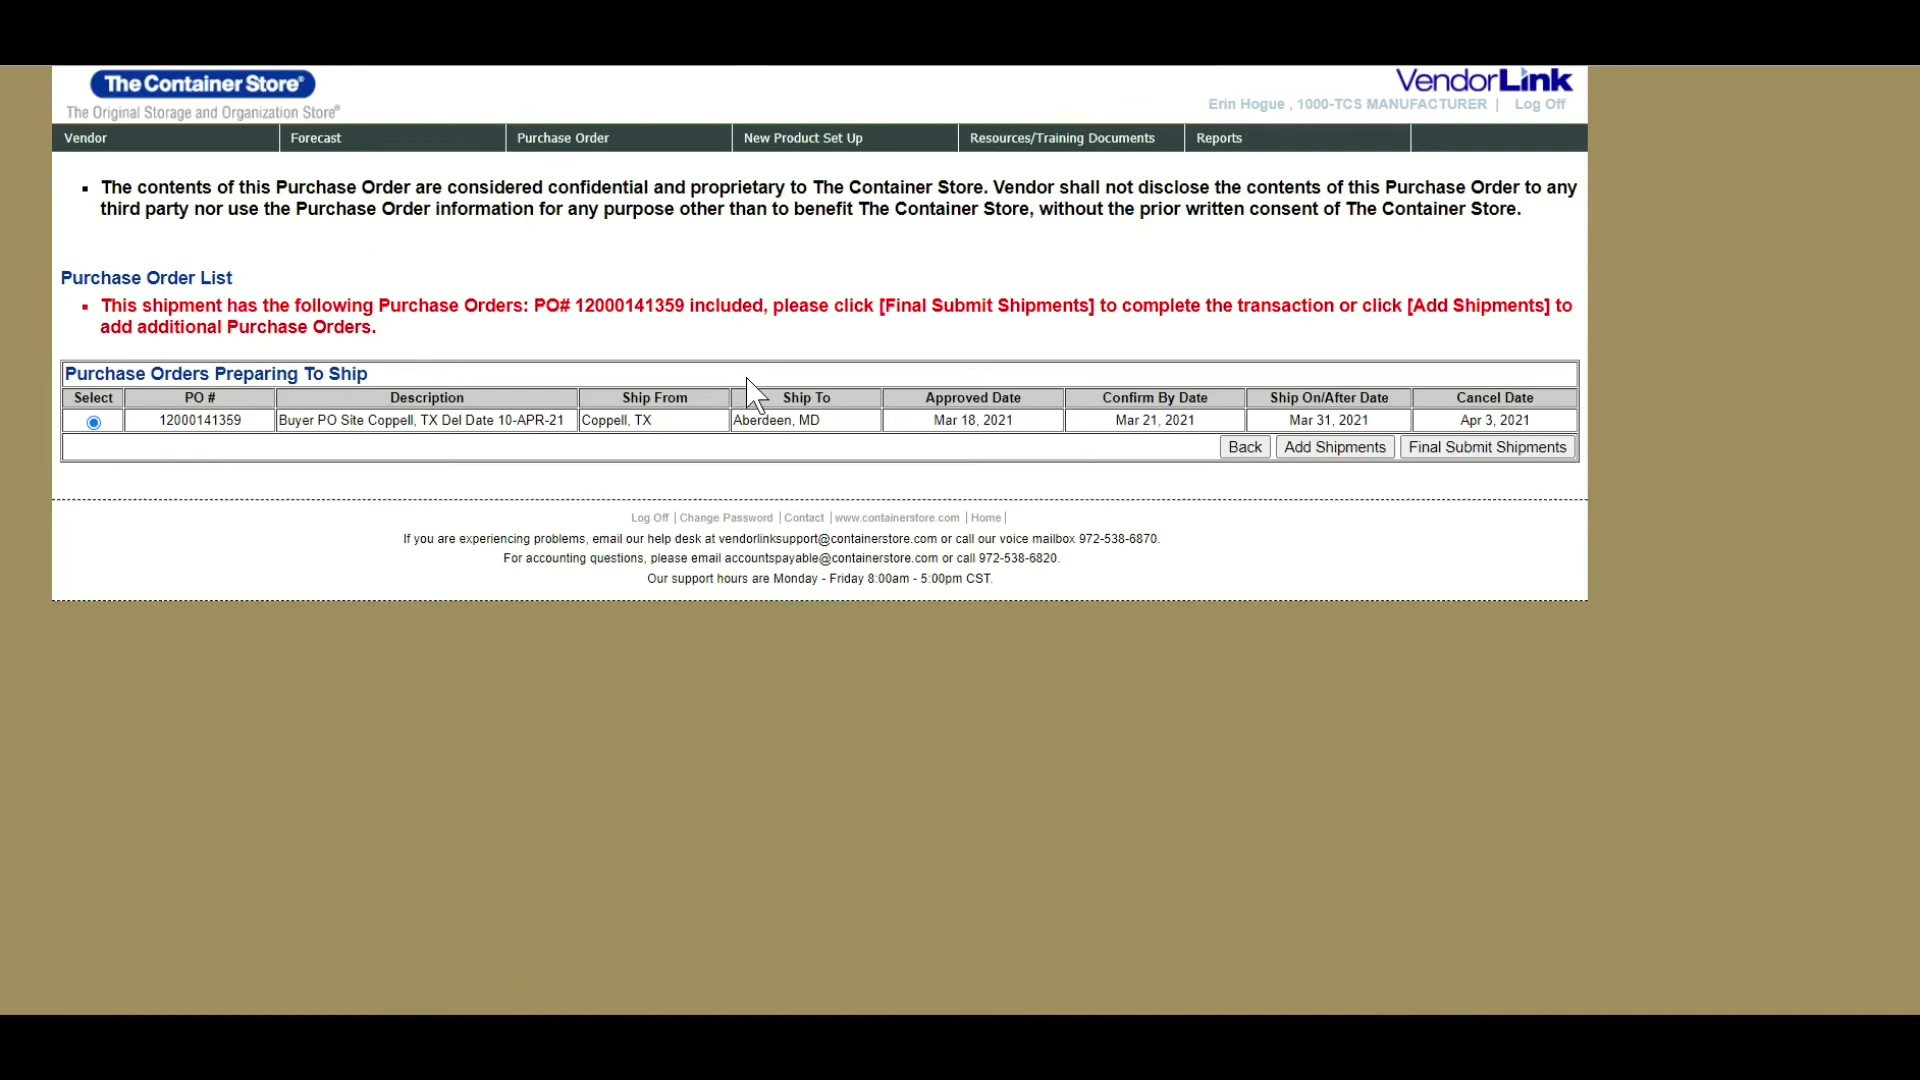 The Container Store®
The Original Storage and Organization Store®
VendorLink
Erin Hogue , 1000-TCS MANUFACTURER | Log Off
Vendor Forecast Purchase Order New Product Set Up Resources/Training Documents Reports
▪ The contents of this Purchase Order are considered confidential and proprietary to The Container Store. Vendor shall not disclose the contents of this Purchase Order to any
third party nor use the Purchase Order information for any purpose other than to benefit The Container Store, without the prior written consent of The Container Store.
Purchase Order List
▪ This shipment has the following Purchase Orders: PO# 12000141359 included, please click [Final Submit Shipments] to complete the transaction or click [Add Shipments] to
add additional Purchase Orders.
Purchase Orders Preparing To Ship
Select PO # Description Ship From Ship To Approved Date Confirm By Date Ship On/After Date Cancel Date
12000141359 Buyer PO Site Coppell, TX Del Date 10-APR-21 Coppell, TX Aberdeen, MD Mar 18, 2021 Mar 21, 2021 Mar 31, 2021 Apr 3, 2021
Back Add Shipments Final Submit Shipments
Log Off | Change Password | Contact | www.containerstore.com | Home |
If you are experiencing problems, email our help desk at vendorlinksupport@containerstore.com or call our voice mailbox 972-538-6870.
For accounting questions, please email accountspayable@containerstore.com or call 972-538-6820.
Our support hours are Monday - Friday 8:00am - 5:00pm CST.